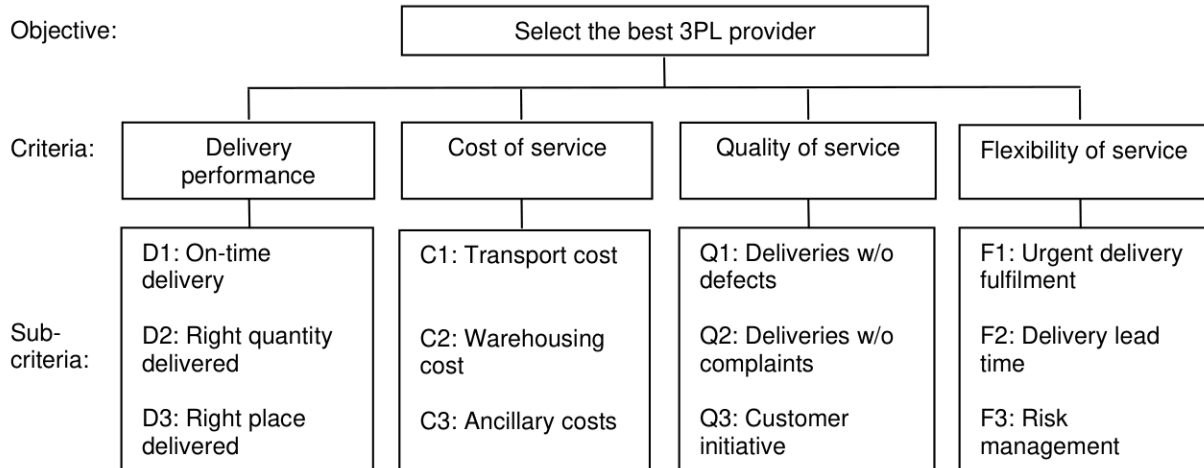 Objective:
Select the best 3PL provider
Criteria:
Delivery
performance
Cost of service
Quality of service
Flexibility of service
Sub-
criteria:
D1: On-time
delivery
D2: Right quantity
delivered
D3: Right place
delivered
C1: Transport cost
C2: Warehousing
cost
C3: Ancillary costs
Q1: Deliveries w/o
defects
Q2: Deliveries w/o
complaints
Q3: Customer
initiative
F1: Urgent delivery
fulfilment
F2: Delivery lead
time
F3: Risk
management